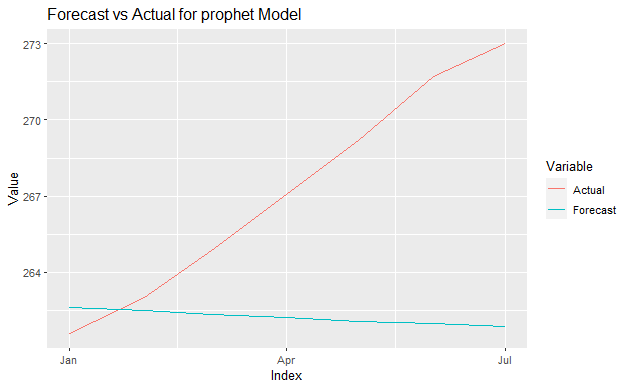 Forecast vs Actual for prophet Model
273
270
267
264
Value
Jan
Apr
Jul
Index
Variable
Actual
Forecast